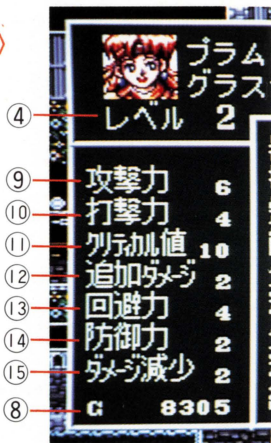 プラム
グラス
④ レベル 2
⑨ 攻撃力 6
⑩ 打撃力 4
⑪ クリティカル値 10
⑫ 追加ダメージ 2
⑬ 回避力 4
⑭ 防御力 2
⑮ ダメージ減少 2
⑧ G 8305